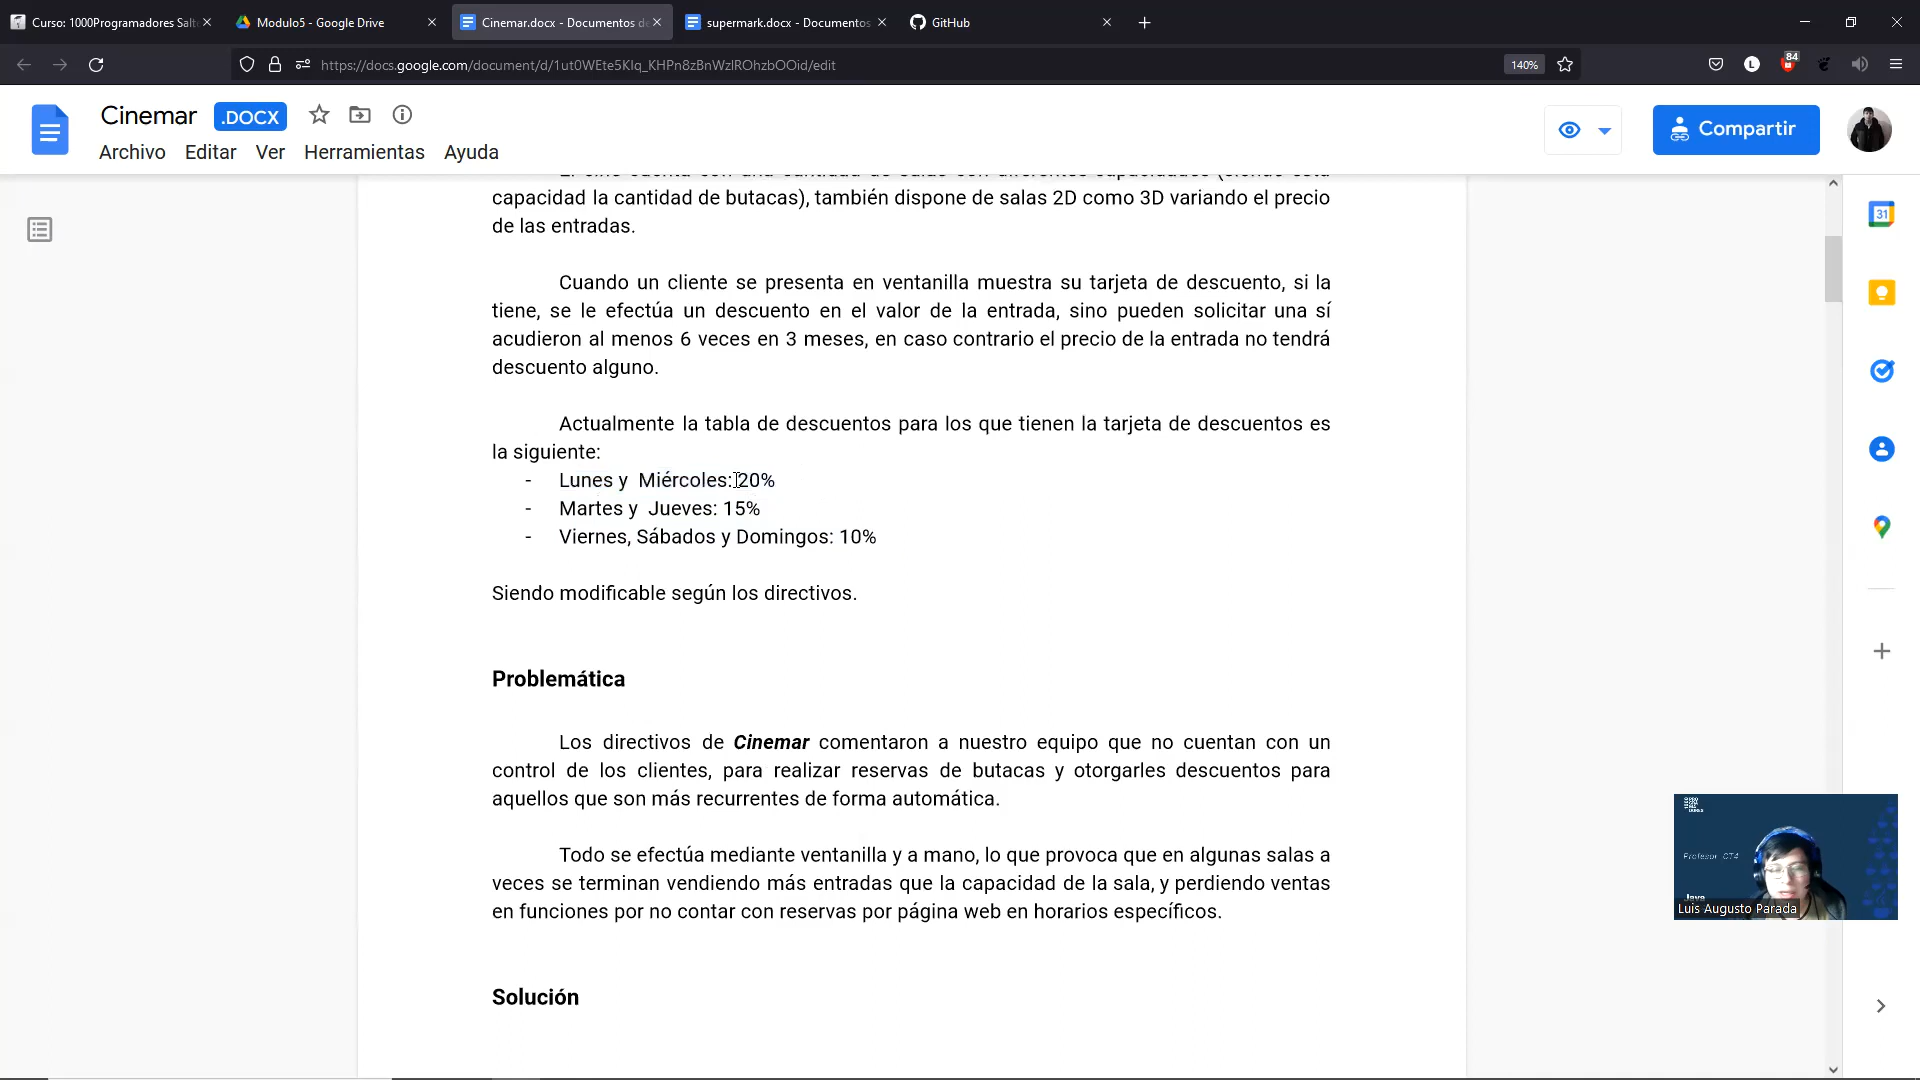 Curso: 1000Programadores Salt
Modulo5 - Google Drive
Cinemar.docx - Documentos de
supermark.docx - Documentos
GitHub
https://docs.google.com/document/d/1ut0WEte5KIq_KHPn8zBnWzlROhzbOOid/edit
140%
84
Cinemar
.DOCX
Archivo Editar Ver Herramientas Ayuda
Compartir
capacidad la cantidad de butacas), también dispone de salas 2D como 3D variando el precio
de las entradas.
Cuando un cliente se presenta en ventanilla muestra su tarjeta de descuento, si la
tiene, se le efectúa un descuento en el valor de la entrada, sino pueden solicitar una sí
acudieron al menos 6 veces en 3 meses, en caso contrario el precio de la entrada no tendrá
descuento alguno.
Actualmente la tabla de descuentos para los que tienen la tarjeta de descuentos es
la siguiente:
- Lunes y Miércoles: 20%
- Martes y Jueves: 15%
- Viernes, Sábados y Domingos: 10%
Siendo modificable según los directivos.
Problemática
Los directivos de Cinemar comentaron a nuestro equipo que no cuentan con un
control de los clientes, para realizar reservas de butacas y otorgarles descuentos para
aquellos que son más recurrentes de forma automática.
Todo se efectúa mediante ventanilla y a mano, lo que provoca que en algunas salas a
veces se terminan vendiendo más entradas que la capacidad de la sala, y perdiendo ventas
en funciones por no contar con reservas por página web en horarios específicos.
Solución
31
Profesor CT4
Java
Luis Augusto Parada